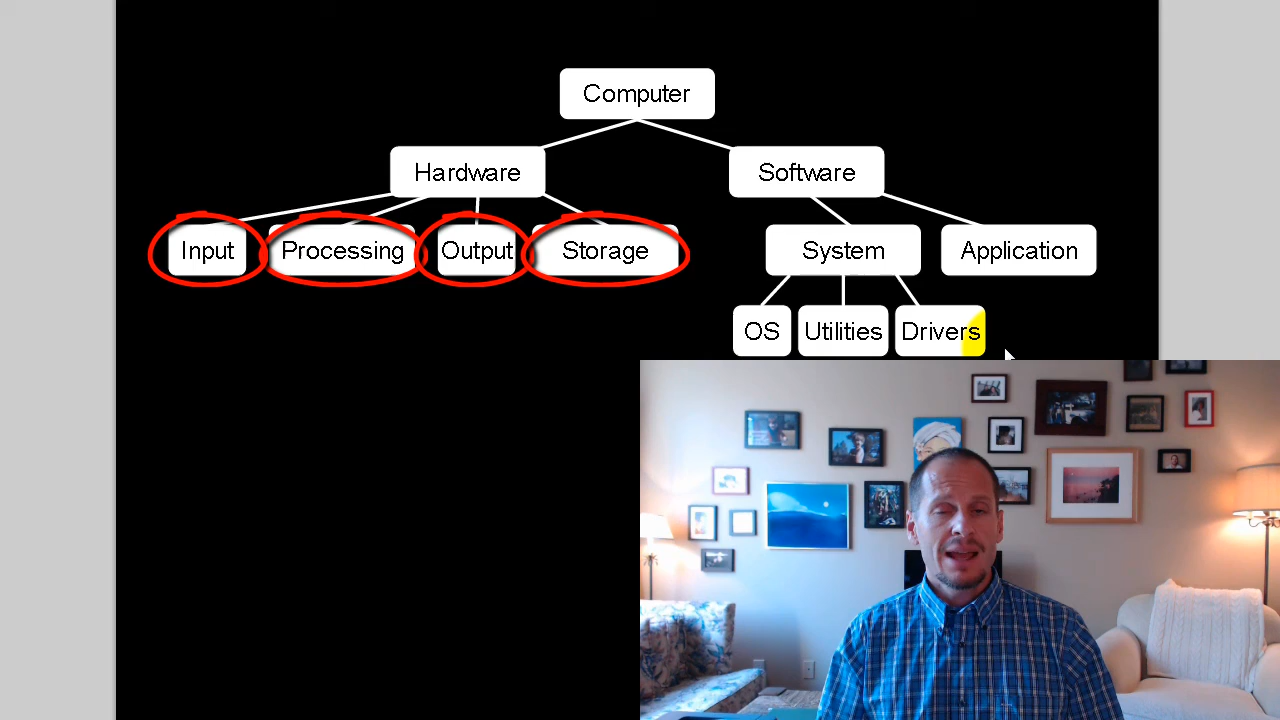 Computer
Hardware Software
Input Processing Output Storage System Application
OS Utilities Drivers